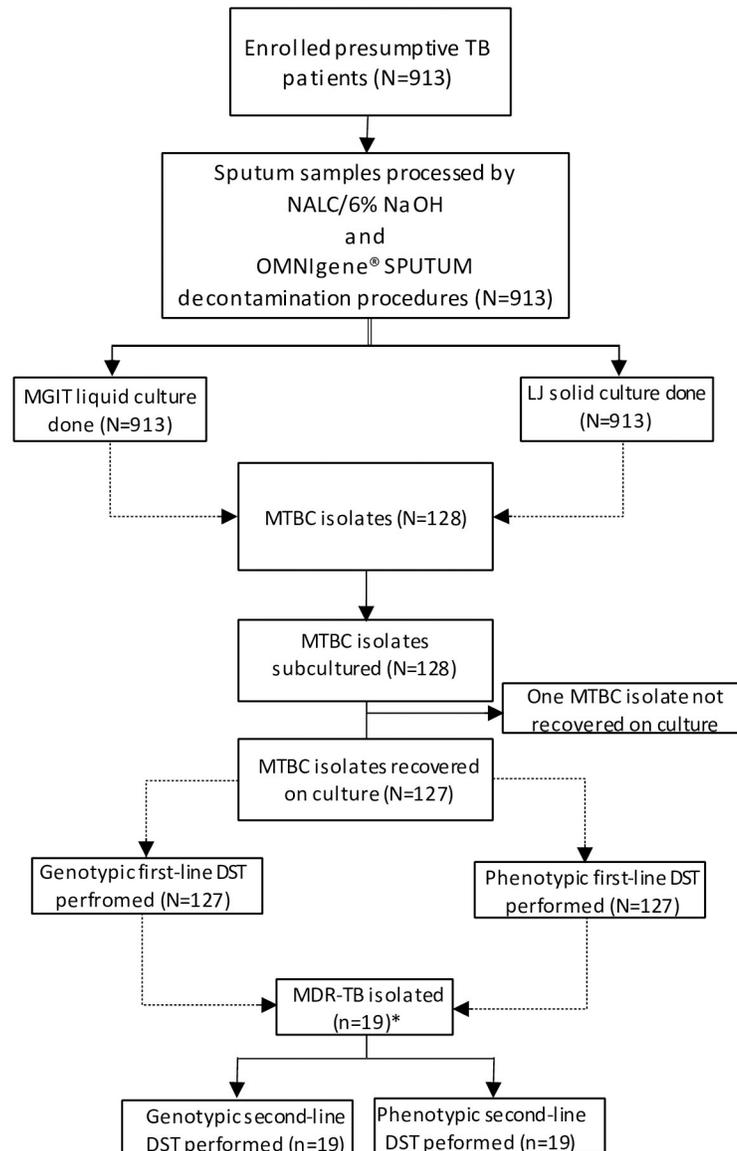 Enrolled presumptive TB
patients (N=913)
Sputum samples processed by
NALC/6% NaOH
and
OMNIgene® SPUTUM
decontamination procedures (N=913)
MGIT liquid culture
done (N=913)
LJ solid culture done
(N=913)
MTBC isolates (N=128)
MTBC isolates
subcultured (N=128)
One MTBC isolate not
recovered on culture
MTBC isolates recovered
on culture (N=127)
Genotypic first-line DST
perfromed (N=127)
Phenotypic first-line DST
performed (N=127)
MDR-TB isolated
(n=19)*
Genotypic second-line
DST performed (n=19)
Phenotypic second-line
DST peformed (n=19)